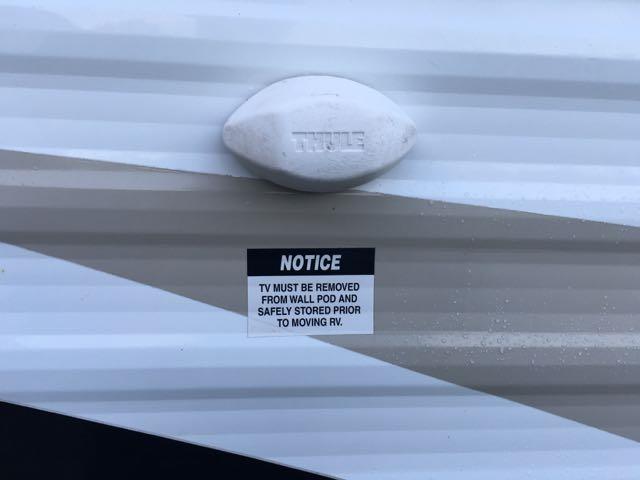 THULE
NOTICE
TV MUST BE REMOVED
FROM WALL POD AND
SAFELY STORED PRIOR
TO MOVING RV.